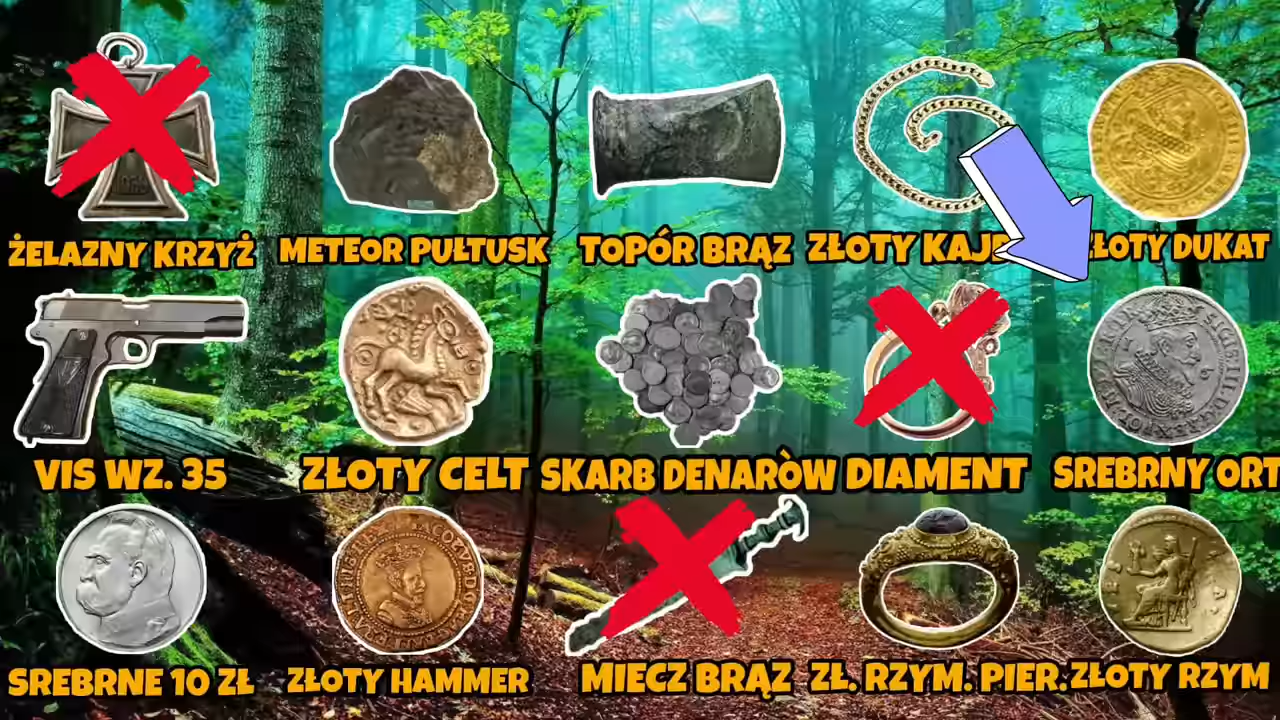 ŻELAZNY KRZYŻ
METEOR PUŁTUSK
TOPÓR BRĄZ
ZŁOTY
ZŁOTY DUKAT
VIS WZ. 35
ZŁOTY CELT
SKARB DENARÒW
DIAMENT
SREBRNY ORT
SREBRNE 10 ZŁ
ZŁOTY HAMMER
MIECZ BRĄZ
ZŁ. RZYM. PIER.
ZŁOTY RZYM